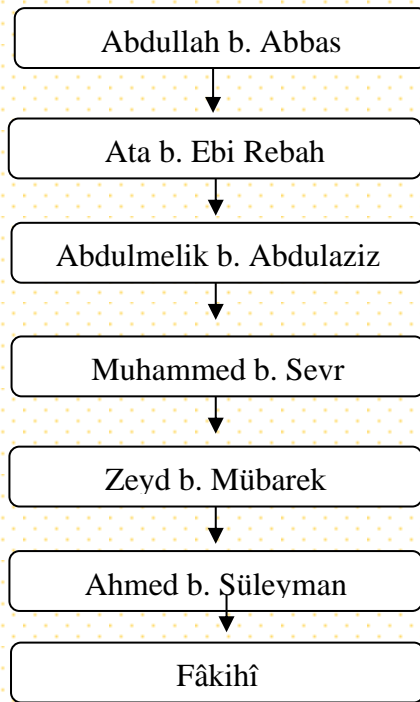 Abdullah b. Abbas
Ata b. Ebi Rebah
Abdulmelik b. Abdulaziz
Muhammed b. Sevr
Zeyd b. Mübarek
Ahmed b. Süleyman
Fâkihî